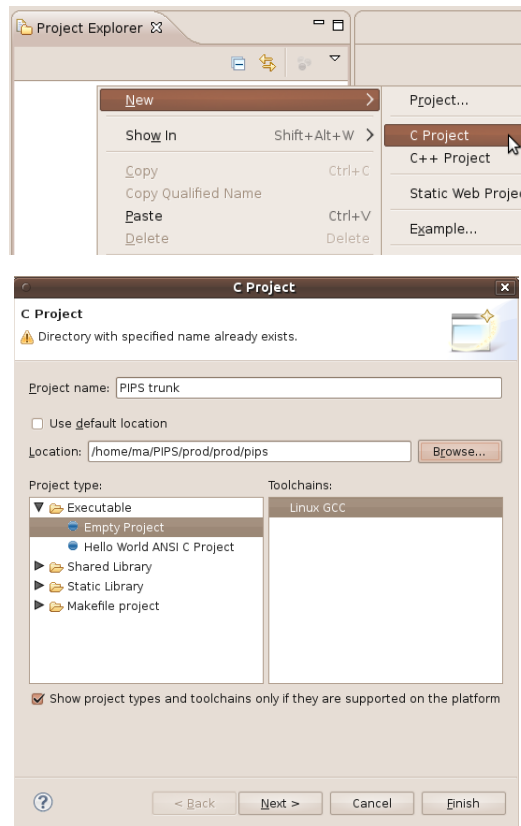 Project Explorer
New
Project...
Show In Shift+Alt+W
C Project
Copy Ctrl+C
C++ Project
Copy Qualified Name
Static Web Projec
Paste Ctrl+V
Example...
Delete Delete
C Project
C Project
Directory with specified name already exists.
Project name: PIPS trunk
Use default location
Location: /home/ma/PIPS/prod/prod/pips Browse...
Project type: Toolchains:
Executable Linux GCC
Empty Project
Hello World ANSI C Project
Shared Library
Static Library
Makefile project
Show project types and toolchains only if they are supported on the platform
? < Back Next > Cancel Finish